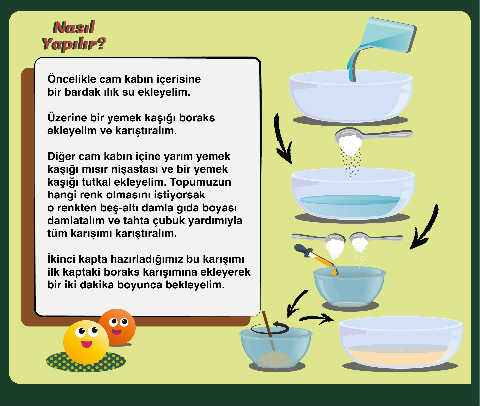 Nasıl
Yapılır?
Öncelikle cam kabın içerisine
bir bardak ılık su ekleyelim.
Üzerine bir yemek kaşığı boraks
ekleyelim ve karıştıralım.
Diğer cam kabın içine yarım yemek
kaşığı mısır nişastası ve bir yemek
kaşığı tutkal ekleyelim. Topumuzun
hangi renk olmasını istiyorsak
o renkten beş-altı damla gıda boyası
damlatalım ve tahta çubuk yardımıyla
tüm karışımı karıştıralım.
İkinci kapta hazırladığımız bu karışımı
ilk kaptaki boraks karışımına ekleyerek
bir iki dakika boyunca bekleyelim.